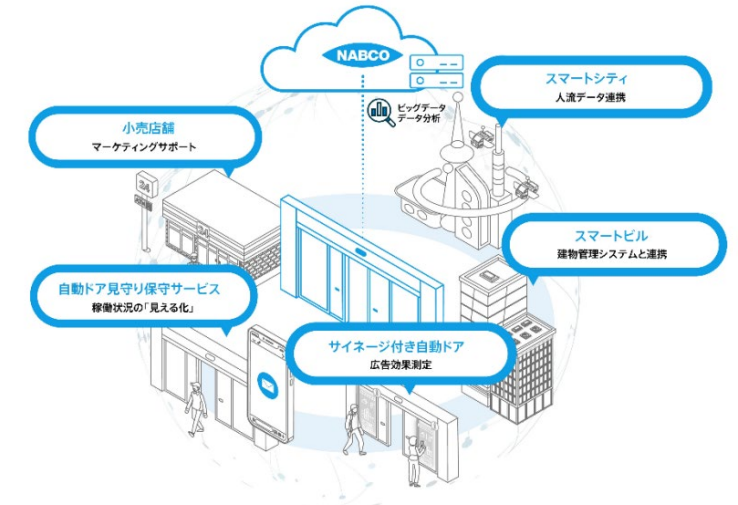 NABCO
ビッグデータ
データ分析
スマートシティ
人流データ連携
小売店舗
マーケティングサポート
24
24
スマートビル
建物管理システムと連携
自動ドア見守り保守サービス
稼働状況の「見える化」
サイネージ付き自動ドア
広告効果測定